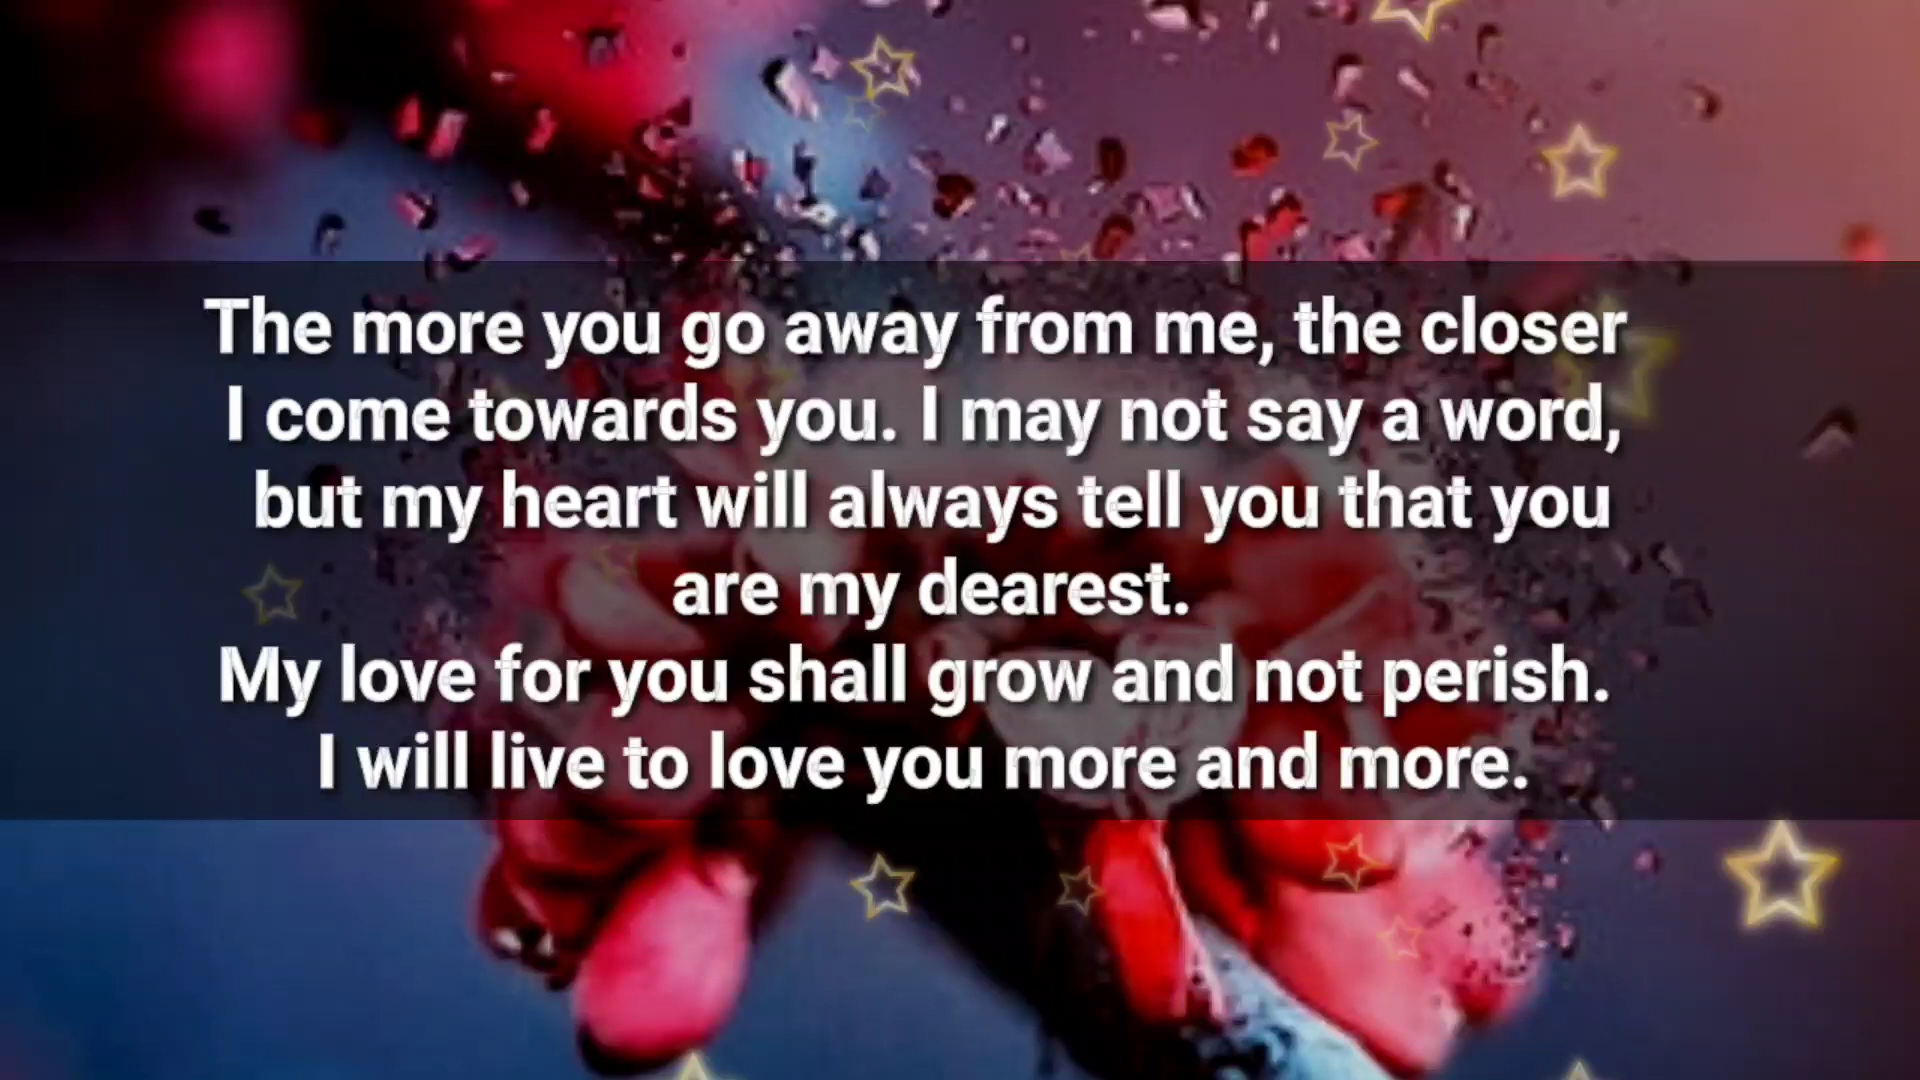 The more you go away from me, the closer
I come towards you. I may not say a word,
but my heart will always tell you that you
are my dearest.
My love for you shall grow and not perish.
I will live to love you more and more.